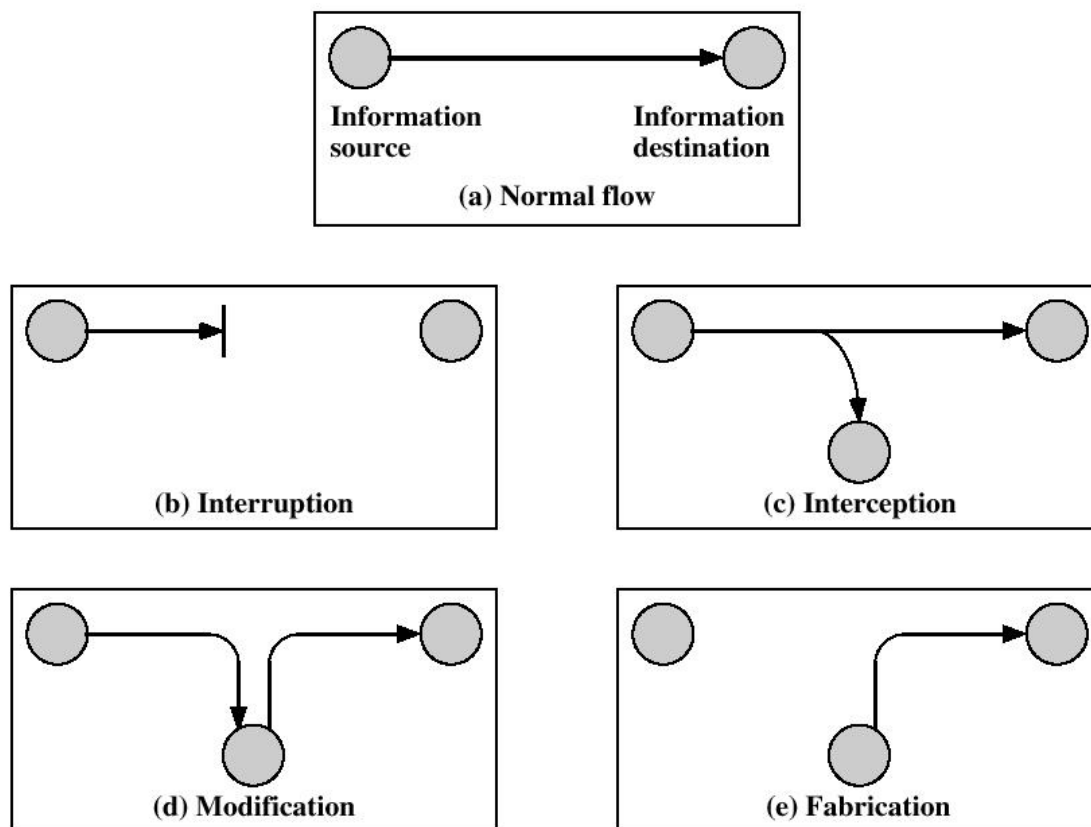 Information
source
Information
destination
(a) Normal flow
(b) Interruption
(c) Interception
(d) Modification
(e) Fabrication